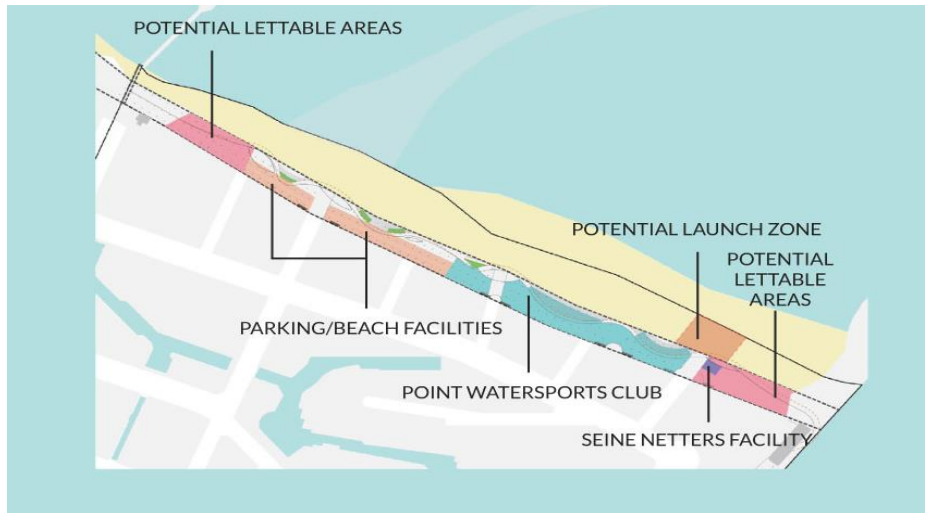 POTENTIAL LETTABLE AREAS
POTENTIAL LAUNCH ZONE
POTENTIAL
LETTABLE
AREAS
PARKING/BEACH FACILITIES
POINT WATERSPORTS CLUB
SEINE NETTERS FACILITY